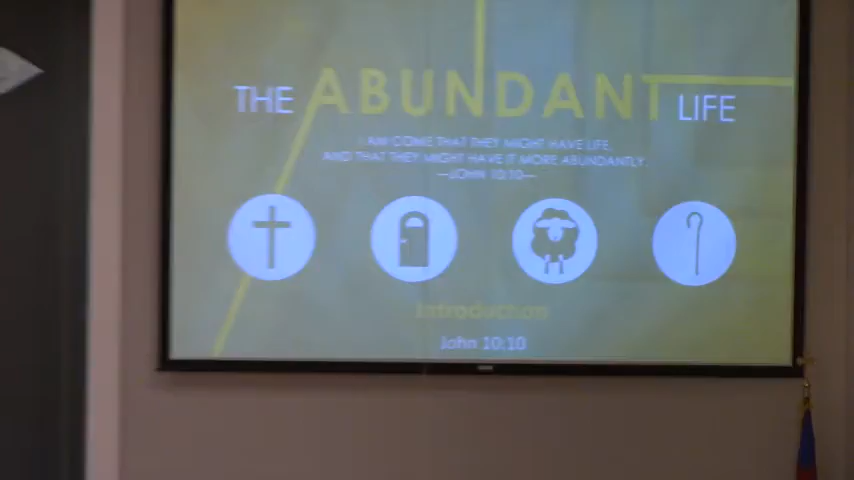 THE ABUNDANT LIFE
I AM COME THAT THEY MIGHT HAVE LIFE,
AND THAT THEY MIGHT HAVE IT MORE ABUNDANTLY.
—JOHN 10:10—
Introduction
John 10:10